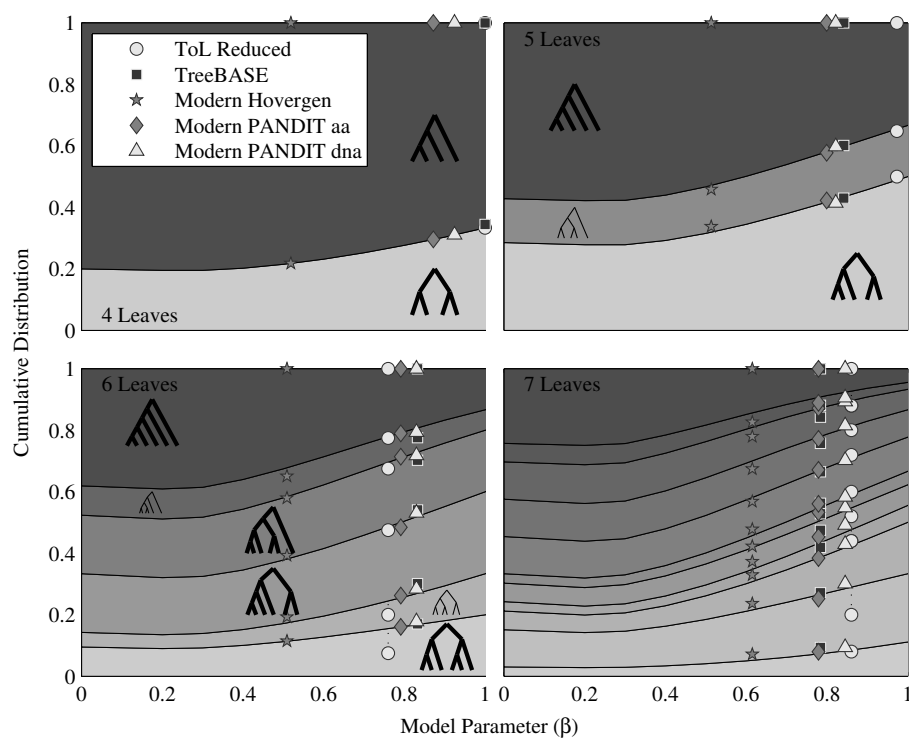 1
0.8
0.6
0.4
0.2
0
ToL Reduced
TreeBASE
Modern Hovergen
Modern PANDIT aa
Modern PANDIT dna
4 Leaves
5 Leaves
Cumulative Distribution
1
0.8
0.6
0.4
0.2
0
6 Leaves
7 Leaves
0 0.2 0.4 0.6 0.8 1
0 0.2 0.4 0.6 0.8 1
Model Parameter (β)